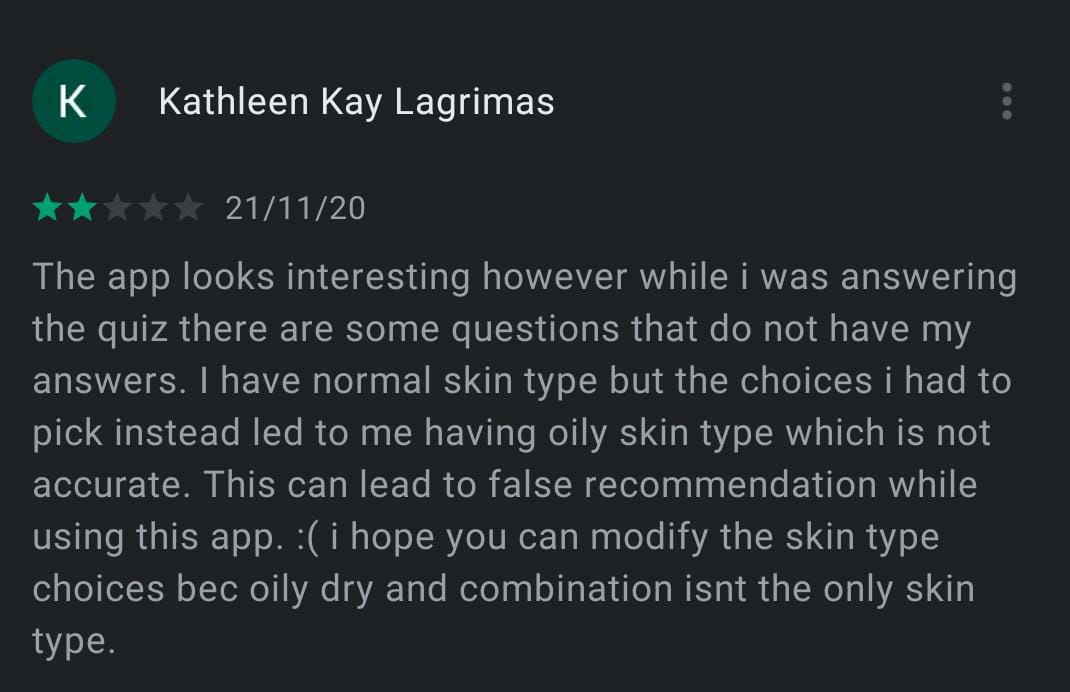 K
Kathleen Kay Lagrimas
21/11/20
The app looks interesting however while i was answering
the quiz there are some questions that do not have my
answers. I have normal skin type but the choices i had to
pick instead led to me having oily skin type which is not
accurate. This can lead to false recommendation while
using this app. :( i hope you can modify the skin type
choices bec oily dry and combination isnt the only skin
type.